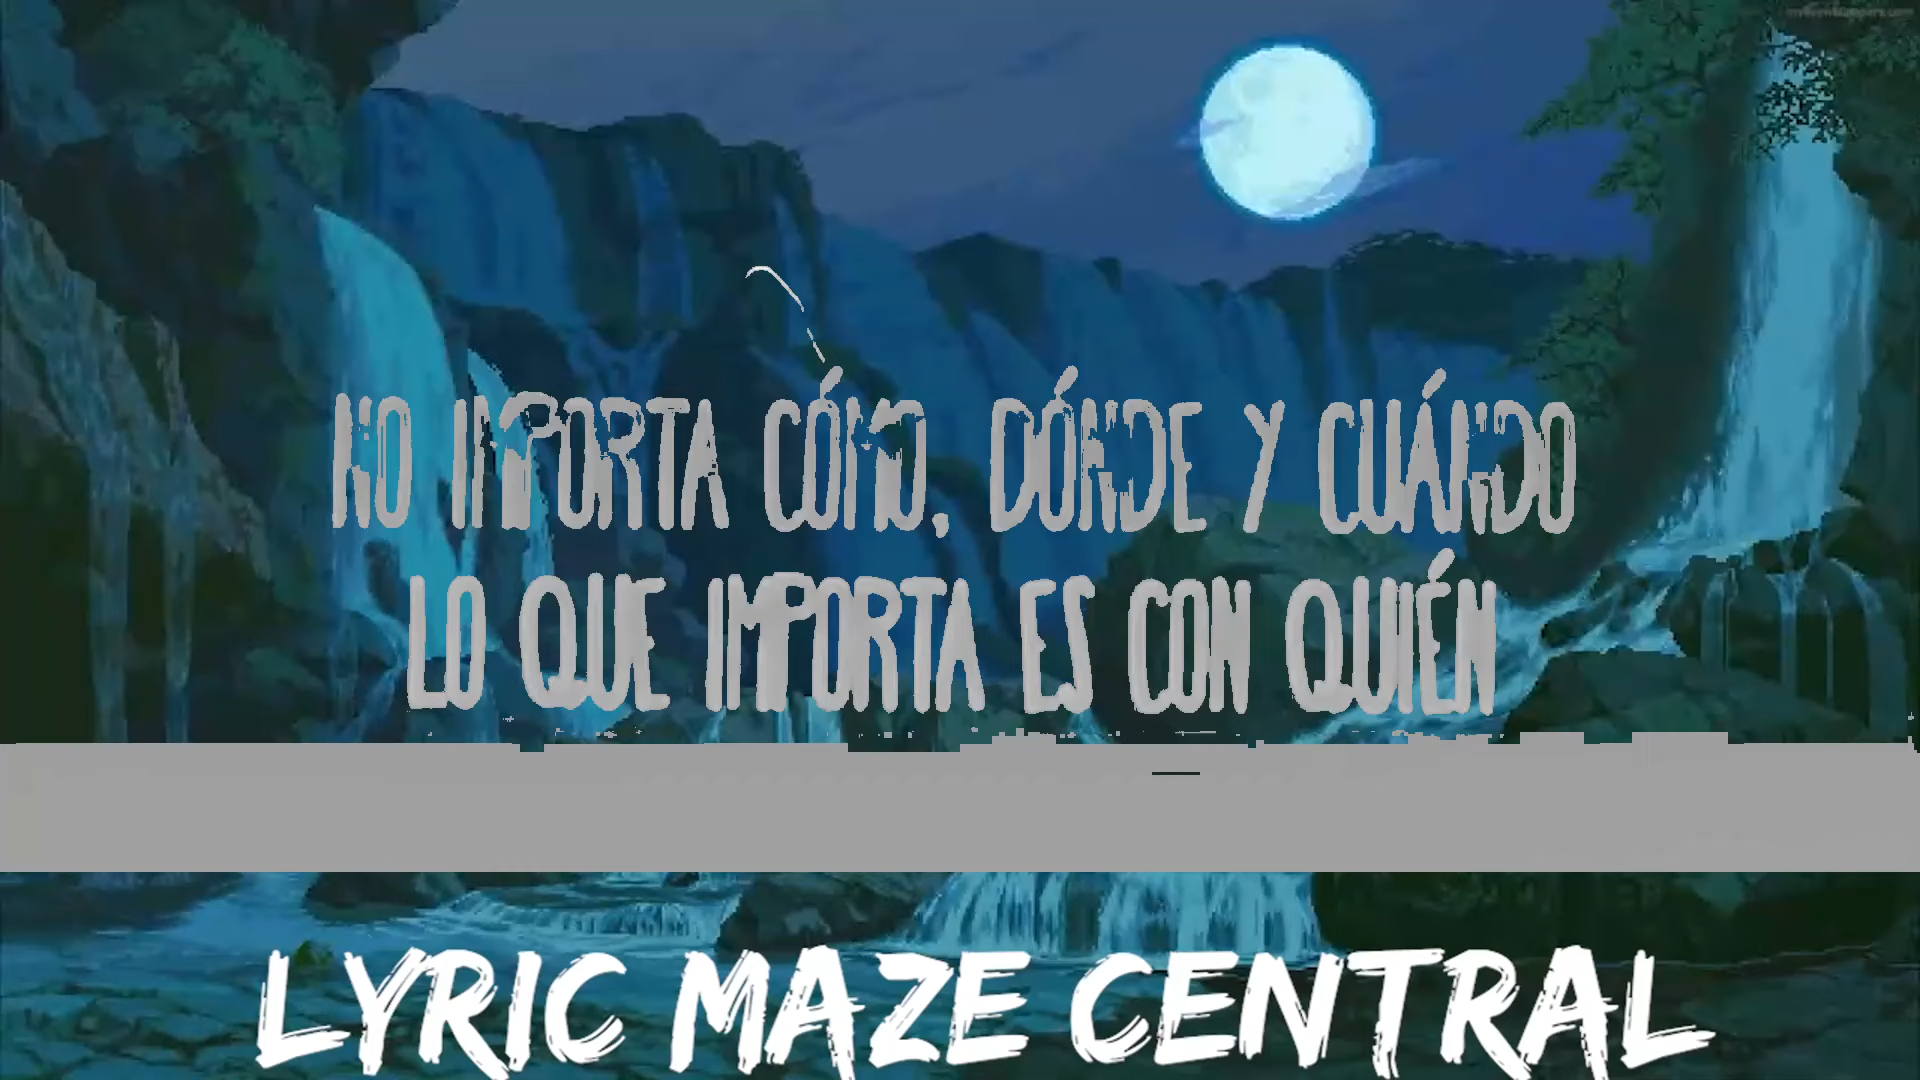 NO IMPORTA CÓMO, DÓNDE Y CUÁNDO
LO QUE IMPORTA ES CON QUIÉN
LYRIC MAZE CENTRAL